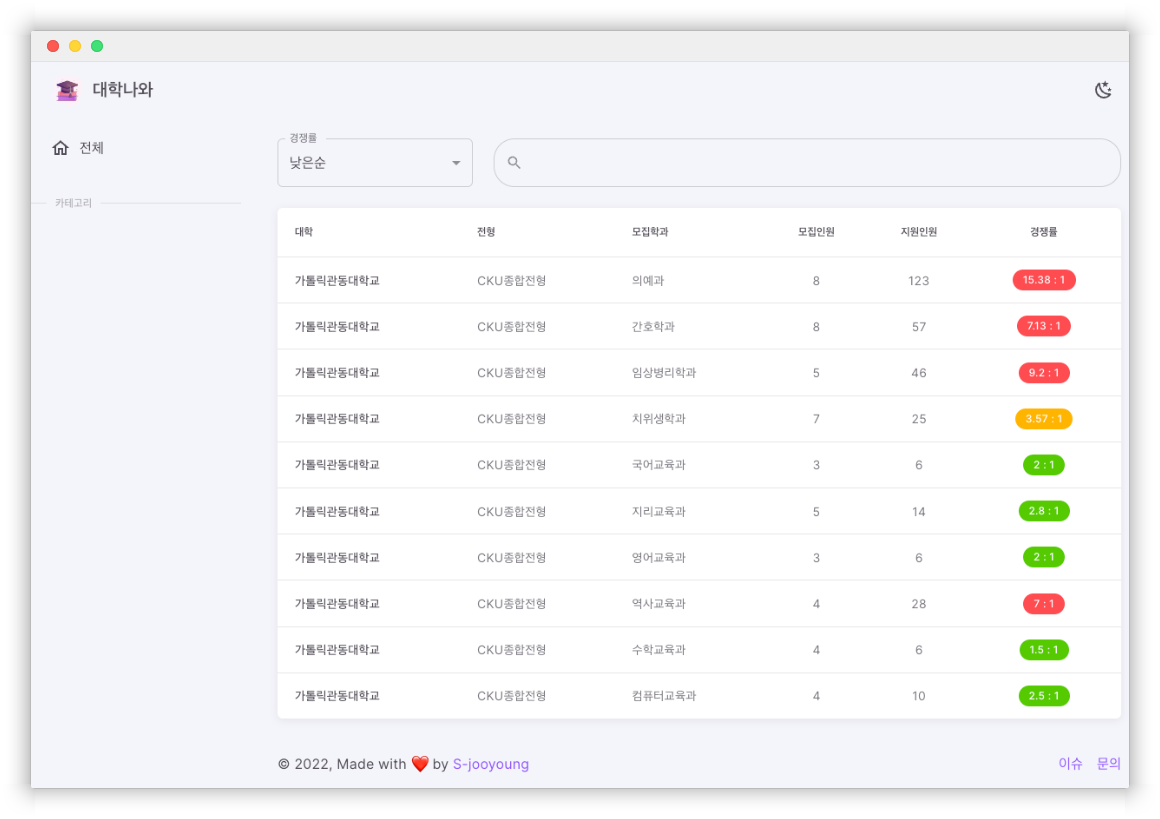 대학나와
전체
카테고리
경쟁률
낮은순
대학 전형 모집학과 모집인원 지원인원 경쟁률
가톨릭관동대학교 CKU종합전형 의예과 8 123 15.38 : 1
가톨릭관동대학교 CKU종합전형 간호학과 8 57 7.13 : 1
가톨릭관동대학교 CKU종합전형 임상병리학과 5 46 9.2 : 1
가톨릭관동대학교 CKU종합전형 치위생학과 7 25 3.57 : 1
가톨릭관동대학교 CKU종합전형 국어교육과 3 6 2 : 1
가톨릭관동대학교 CKU종합전형 지리교육과 5 14 2.8 : 1
가톨릭관동대학교 CKU종합전형 영어교육과 3 6 2 : 1
가톨릭관동대학교 CKU종합전형 역사교육과 4 28 7 : 1
가톨릭관동대학교 CKU종합전형 수학교육과 4 6 1.5 : 1
가톨릭관동대학교 CKU종합전형 컴퓨터교육과 4 10 2.5 : 1
© 2022, Made with ❤️ by S-jooyoung 이슈 문의